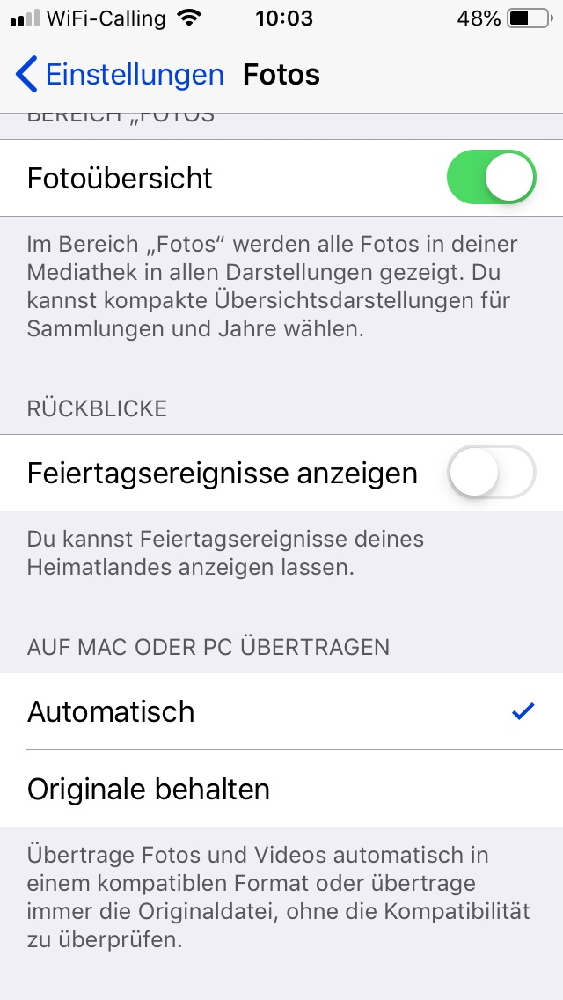 WiFi-Calling 10:03 48%
Einstellungen Fotos
BEREICH „FOTOS
Fotoübersicht
Im Bereich „Fotos“ werden alle Fotos in deiner
Mediathek in allen Darstellungen gezeigt. Du
kannst kompakte Übersichtsdarstellungen für
Sammlungen und Jahre wählen.
RÜCKBLICKE
Feiertagsereignisse anzeigen
Du kannst Feiertagsereignisse deines
Heimatlandes anzeigen lassen.
AUF MAC ODER PC ÜBERTRAGEN
Automatisch
Originale behalten
Übertrage Fotos und Videos automatisch in
einem kompatiblen Format oder übertrage
immer die Originaldatei, ohne die Kompatibilität
zu überprüfen.